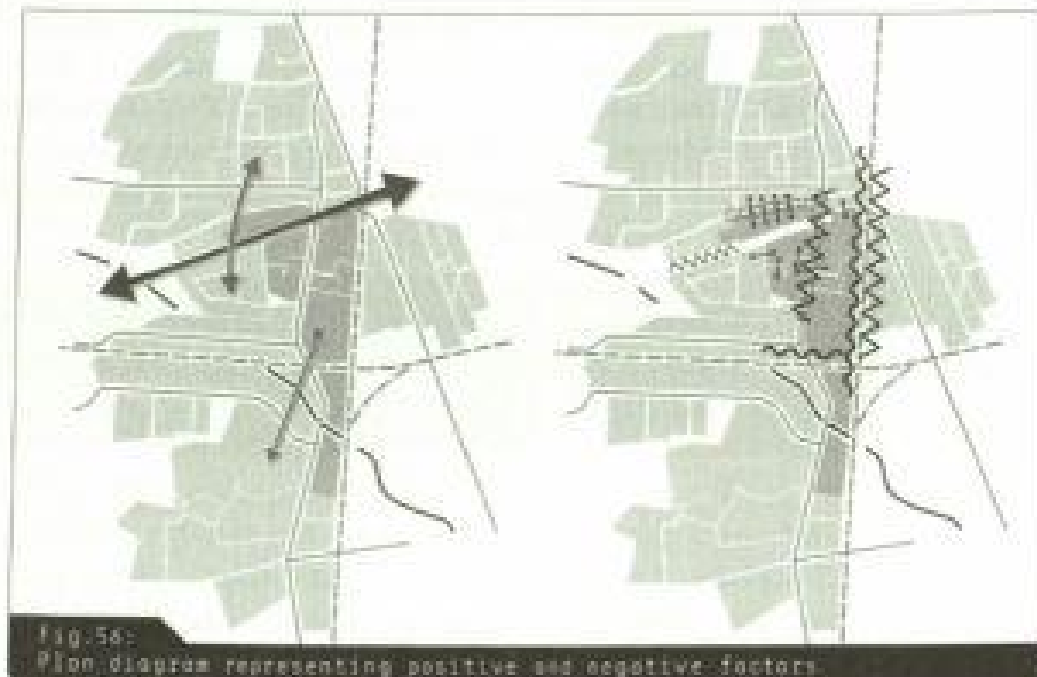 Fig.56:
Plan diagram representing positive and negative factors